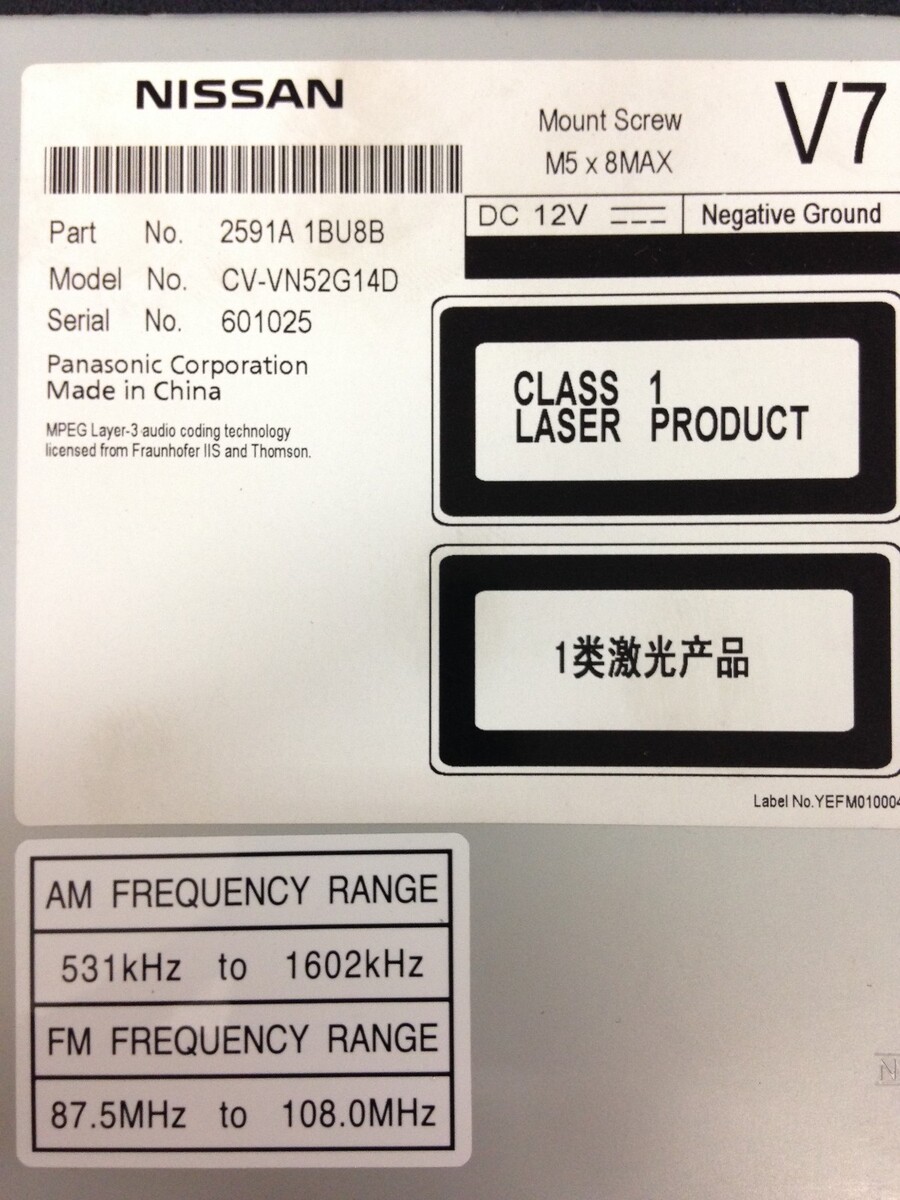 NISSAN
Mount Screw
M5 x 8MAX
V7
Part No. 2591A 1BU8B
Model No. CV-VN52G14D
Serial No. 601025
DC 12V
Negative Ground
Panasonic Corporation
Made in China
MPEG Layer-3 audio coding technology
licensed from Fraunhofer IIS and Thomson.
CLASS 1
LASER PRODUCT
1类激光产品
Label No.YEFM010004
AM FREQUENCY RANGE
531kHz to 1602kHz
FM FREQUENCY RANGE
87.5MHz to 108.0MHz